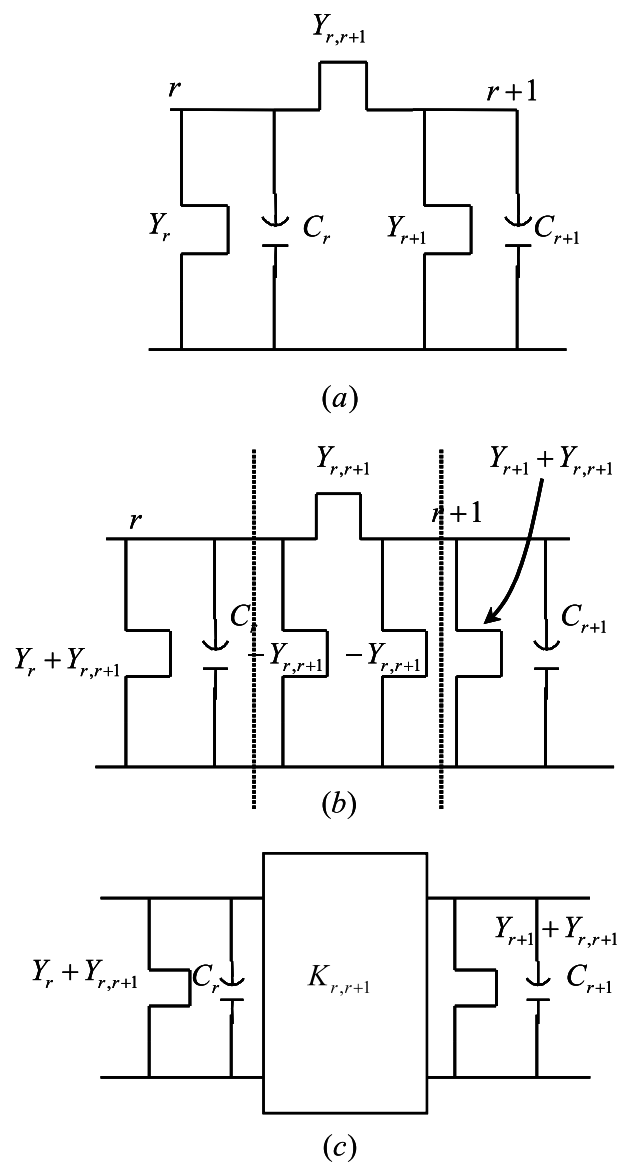 Y_{r,r+1}
r r+1
Y_r C_r Y_{r+1} C_{r+1}
(a)
Y_{r,r+1} Y_{r+1} + Y_{r,r+1}
r r+1
C_r C_{r+1}
Y_r + Y_{r,r+1} −Y_{r,r+1} −Y_{r,r+1}
(b)
Y_{r+1} + Y_{r,r+1}
Y_r + Y_{r,r+1} C_r K_{r,r+1} C_{r+1}
(c)